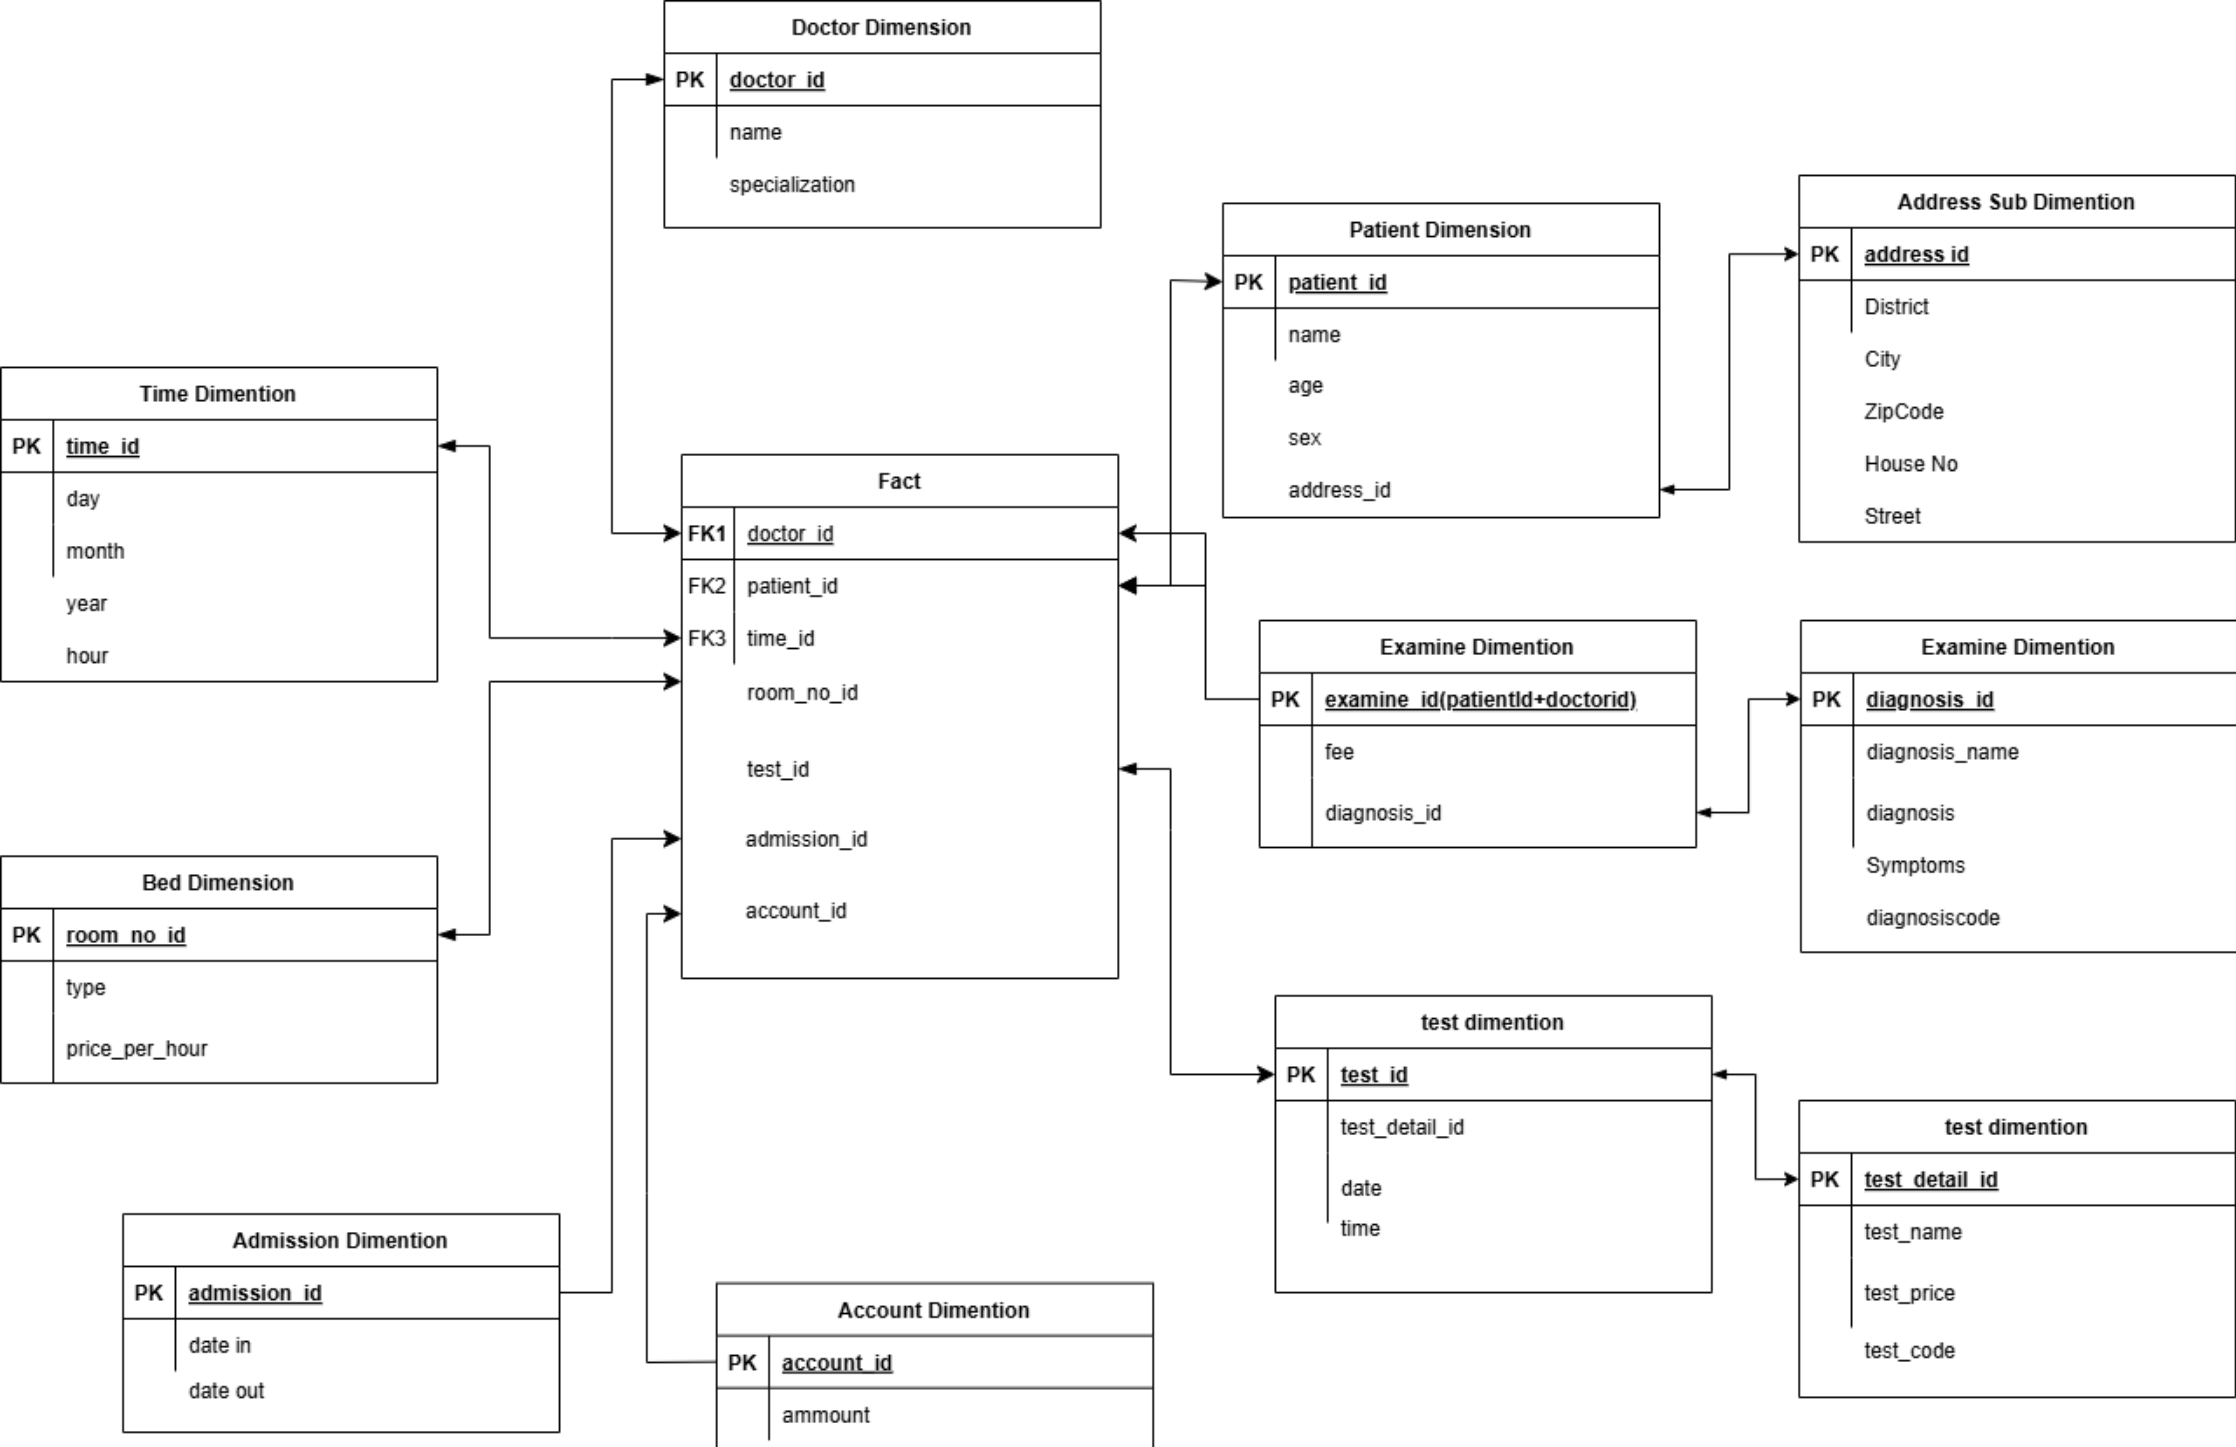 Doctor Dimension
PK doctor_id
name
specialization
Patient Dimension
PK patient_id
name
age
sex
address_id
Address Sub Dimention
PK address id
District
City
ZipCode
House No
Street
Time Dimention
PK time_id
day
month
year
hour
Fact
FK1 doctor_id
FK2 patient_id
FK3 time_id
room_no_id
test_id
admission_id
account_id
Examine Dimention
PK examine_id(patientId+doctorid)
fee
diagnosis_id
Examine Dimention
PK diagnosis_id
diagnosis_name
diagnosis
Symptoms
diagnosiscode
Bed Dimension
PK room_no_id
type
price_per_hour
test dimention
PK test_id
test_detail_id
date
time
test dimention
PK test_detail_id
test_name
test_price
test_code
Admission Dimention
PK admission_id
date in
date out
Account Dimention
PK account_id
ammount